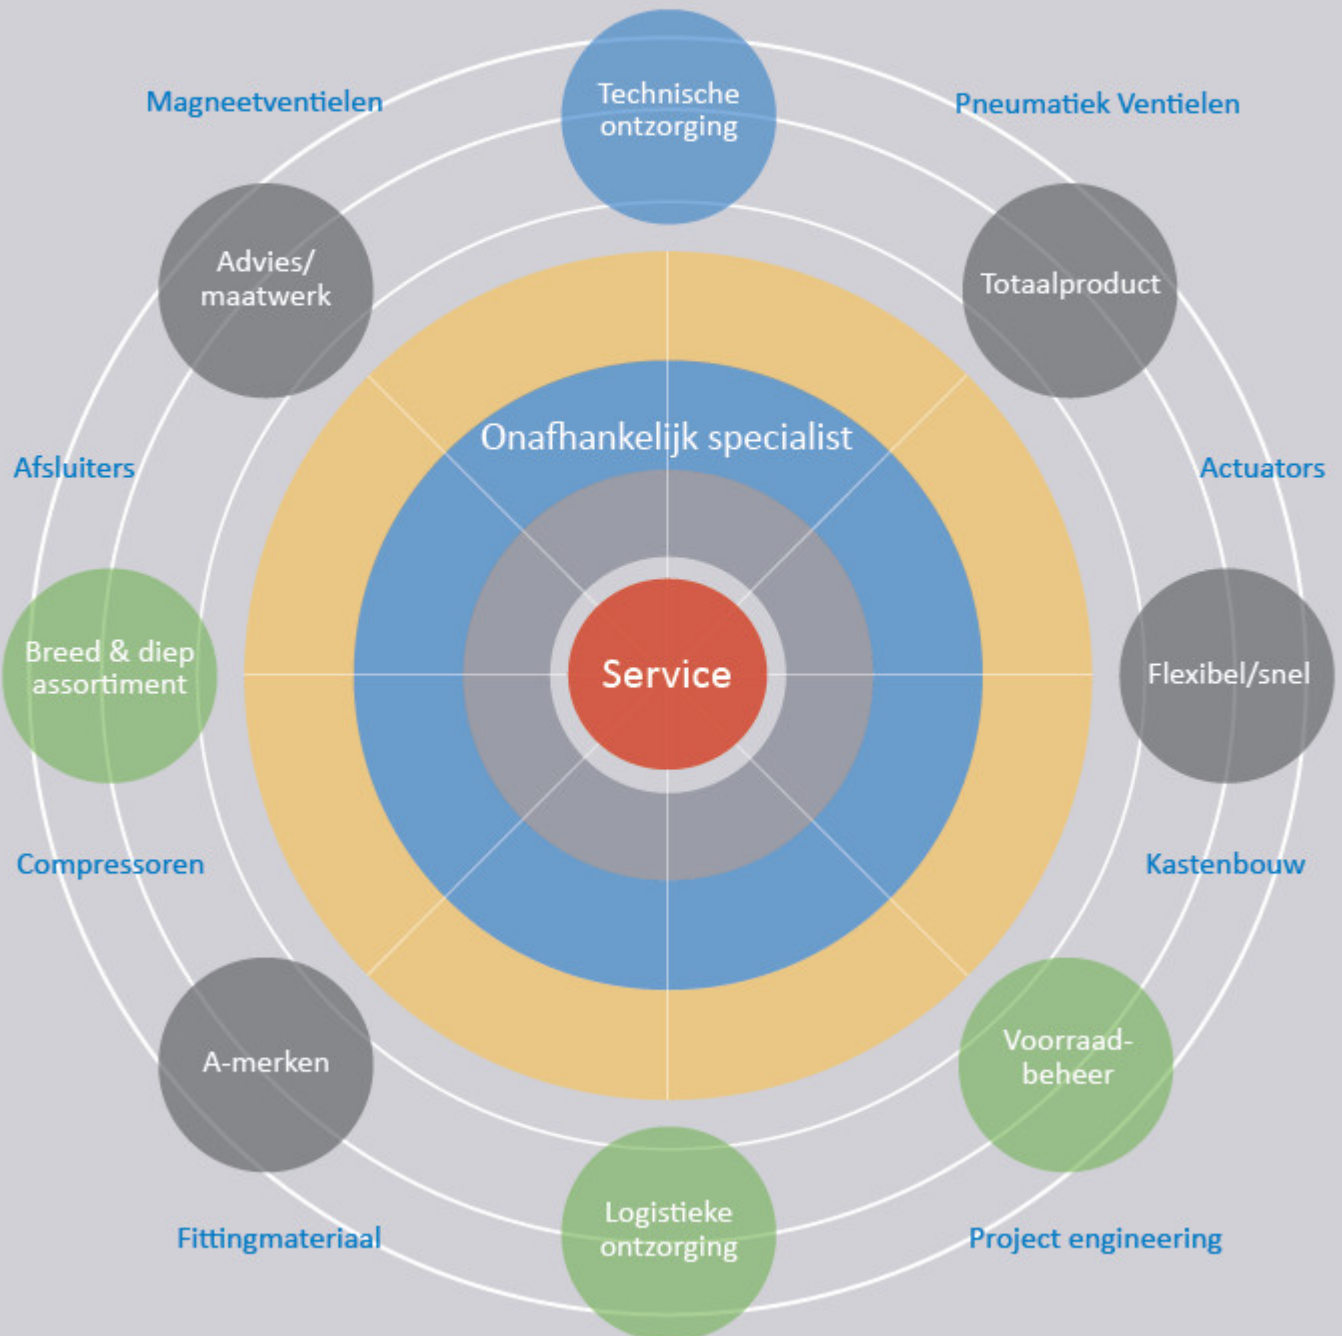 Technische
ontzorging
Magneetventielen
Pneumatiek Ventielen
Advies/
maatwerk
Totaalproduct
Onafhankelijk specialist
Afsluiters
Actuators
Breed & diep
assortiment
Service
Flexibel/snel
Compressoren
Kastenbouw
A-merken
Voorraad-
beheer
Logistieke
ontzorging
Fittingmateriaal
Project engineering